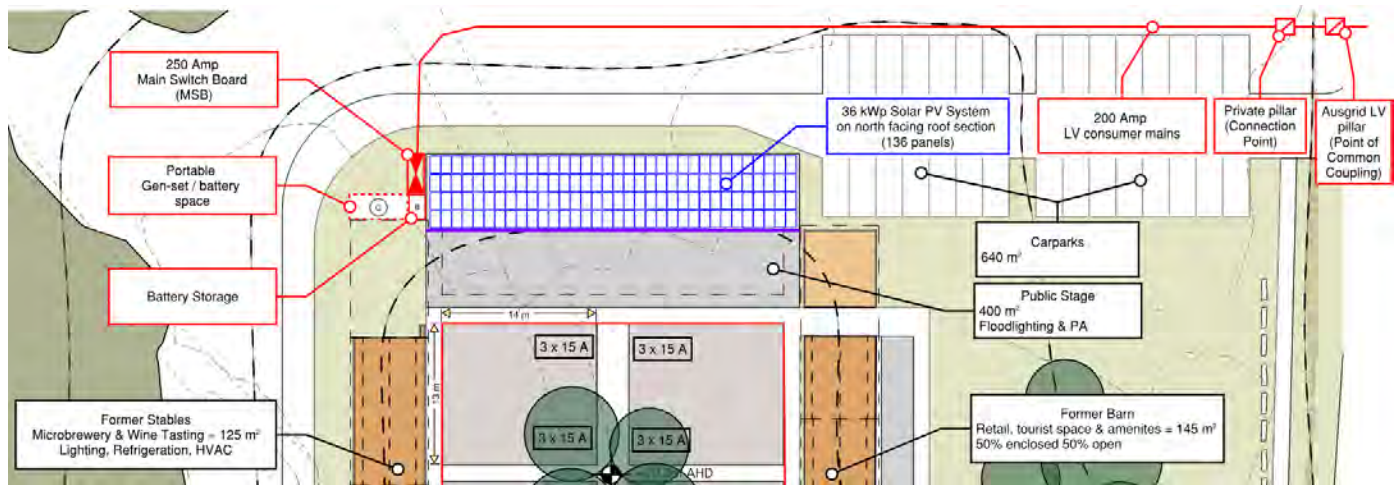 250 Amp
Main Switch Board
(MSB)
36 kWp Solar PV System
on north facing roof section
(136 panels)
200 Amp
LV consumer mains
Private pillar
(Connection
Point)
Ausgrid LV
pillar
(Point of
Common
Coupling)
Portable
Gen-set / battery
space
G
B
Carparks
640 m²
Battery Storage
Public Stage
400 m²
Floodlighting & PA
14 m
13 m
3 x 15 A
3 x 15 A
3 x 15 A
3 x 15 A
Former Stables
Microbrewery & Wine Tasting = 125 m²
Lighting, Refrigeration, HVAC
Former Barn
Retail, tourist space & amenites = 145 m²
50% enclosed 50% open
AHD